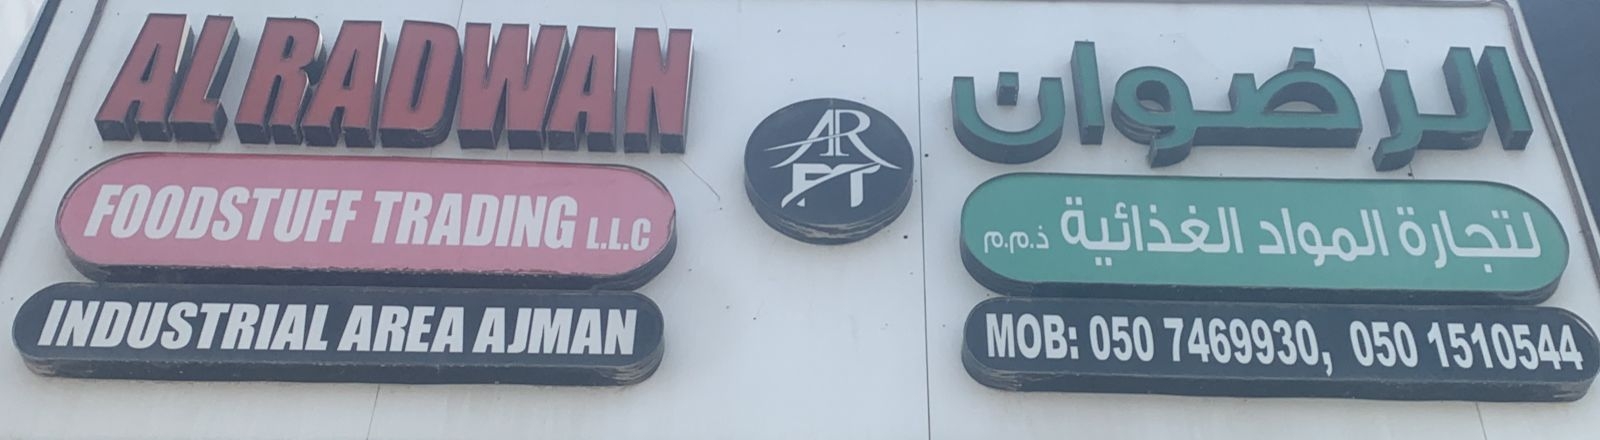 AL RADWAN
FOODSTUFF TRADING L.L.C
INDUSTRIAL AREA AJMAN
AR
FT
الرضوان
لتجارة المواد الغذائية ذ.م.م
MOB: 050 7469930, 050 1510544